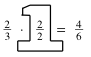 2/3 · 2/2 = 4/6